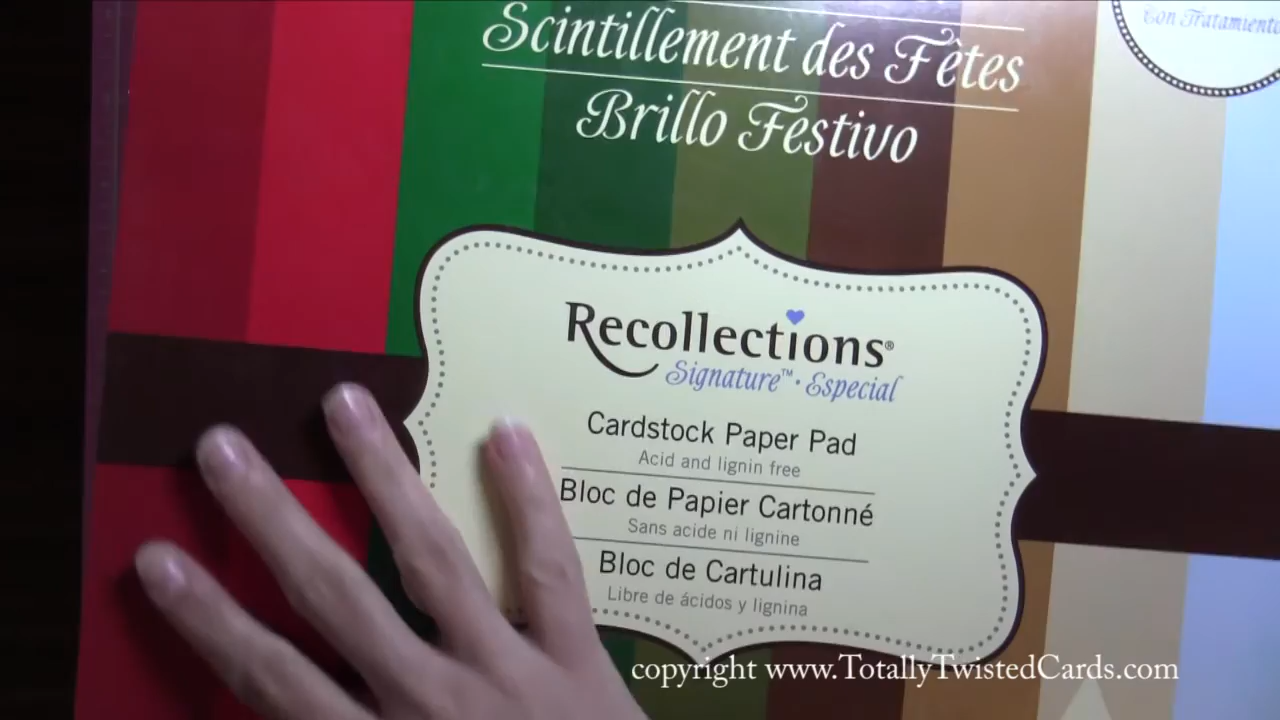 Scintillement des Fêtes
Brillo Festivo
Con Tratamiento
Recollections®
Signature™ · Especial
Cardstock Paper Pad
Acid and lignin free
Bloc de Papier Cartonné
Sans acide ni lignine
Bloc de Cartulina
Libre de ácidos y lignina
copyright www.TotallyTwistedCards.com